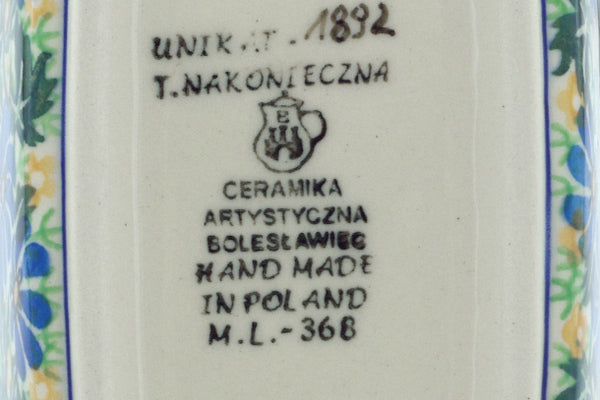 UNIKAT. 1892
T. NAKONIECZNA
B
CERAMIKA
ARTYSTYCZNA
BOLESŁAWIEC
HAND MADE
IN POLAND
M.L.-368